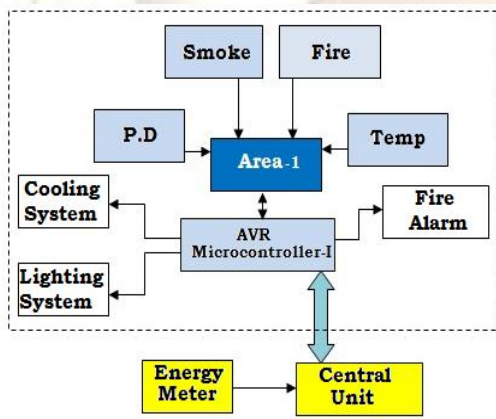 Smoke
Fire
P.D
Temp
Area-1
Cooling
System
Fire
Alarm
AVR
Microcontroller-I
Lighting
System
Energy
Meter
Central
Unit